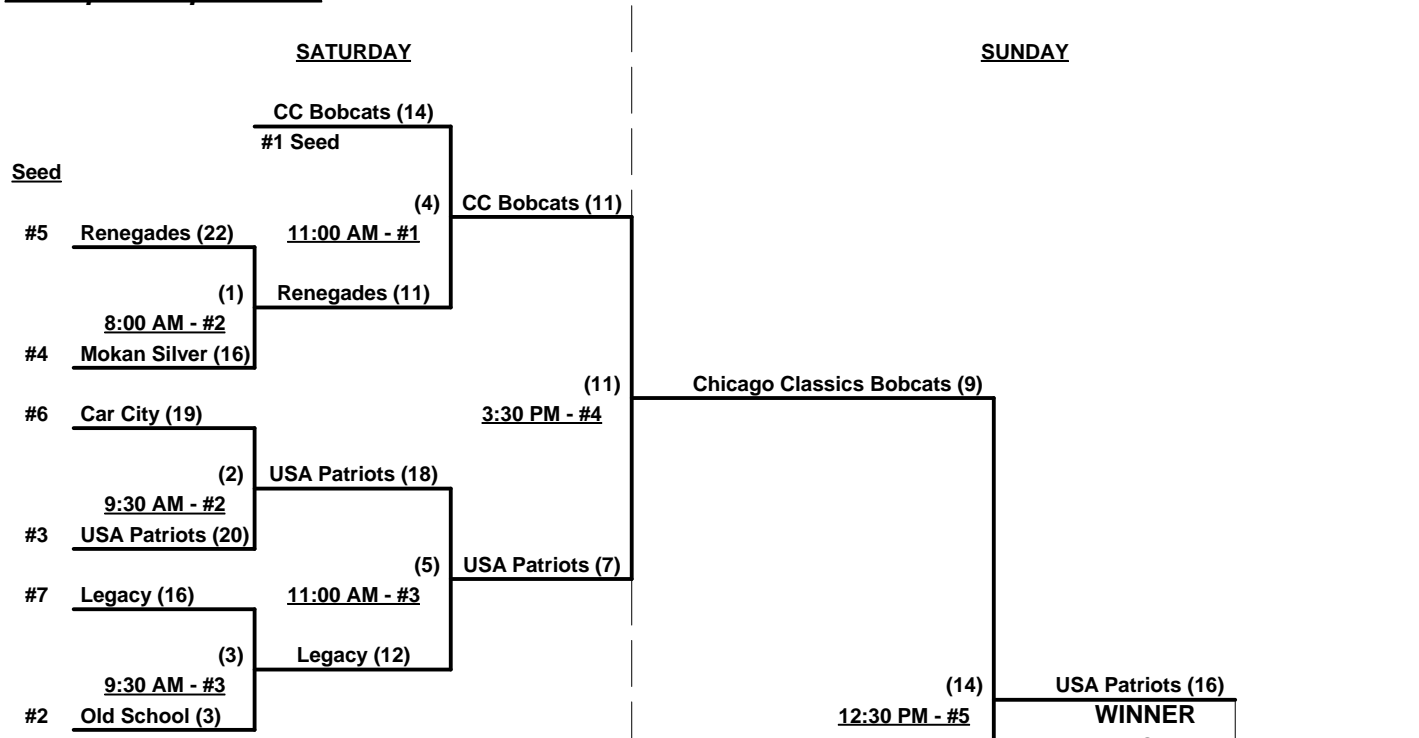 SATURDAY
SUNDAY
CC Bobcats (14)
#1 Seed
Seed
(4)
CC Bobcats (11)
#5
Renegades (22)
11:00 AM - #1
(1)
Renegades (11)
8:00 AM - #2
#4
Mokan Silver (16)
(11)
Chicago Classics Bobcats (9)
#6
Car City (19)
3:30 PM - #4
(2)
USA Patriots (18)
9:30 AM - #2
#3
USA Patriots (20)
(5)
USA Patriots (7)
#7
Legacy (16)
11:00 AM - #3
(3)
Legacy (12)
9:30 AM - #3
(14)
USA Patriots (16)
#2
Old School (3)
12:30 PM - #5
WINNER